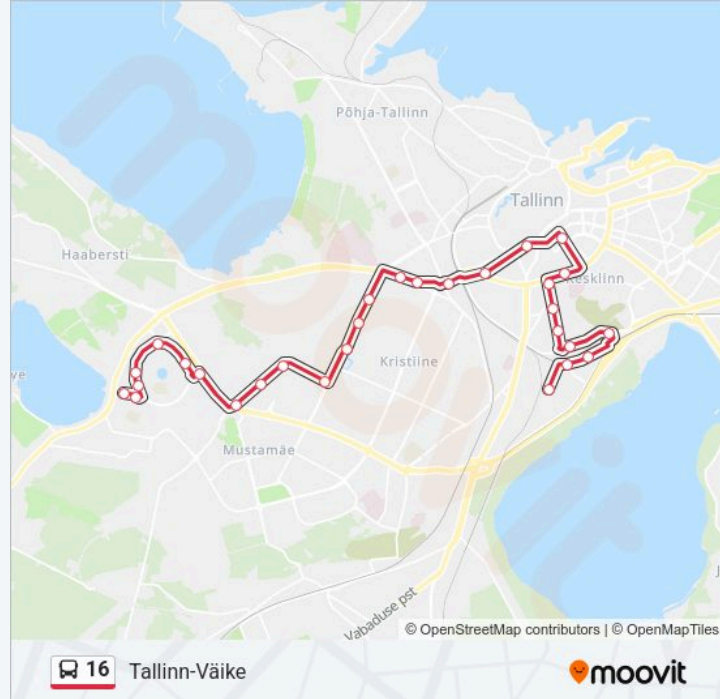 Põhja-Tallinn
Tallinn
Haabersti
Kesklinn
Kristiine
Mustamäe
Vabaduse pst
© OpenStreetMap contributors | © OpenMapTiles
16 Tallinn-Väike
moovit